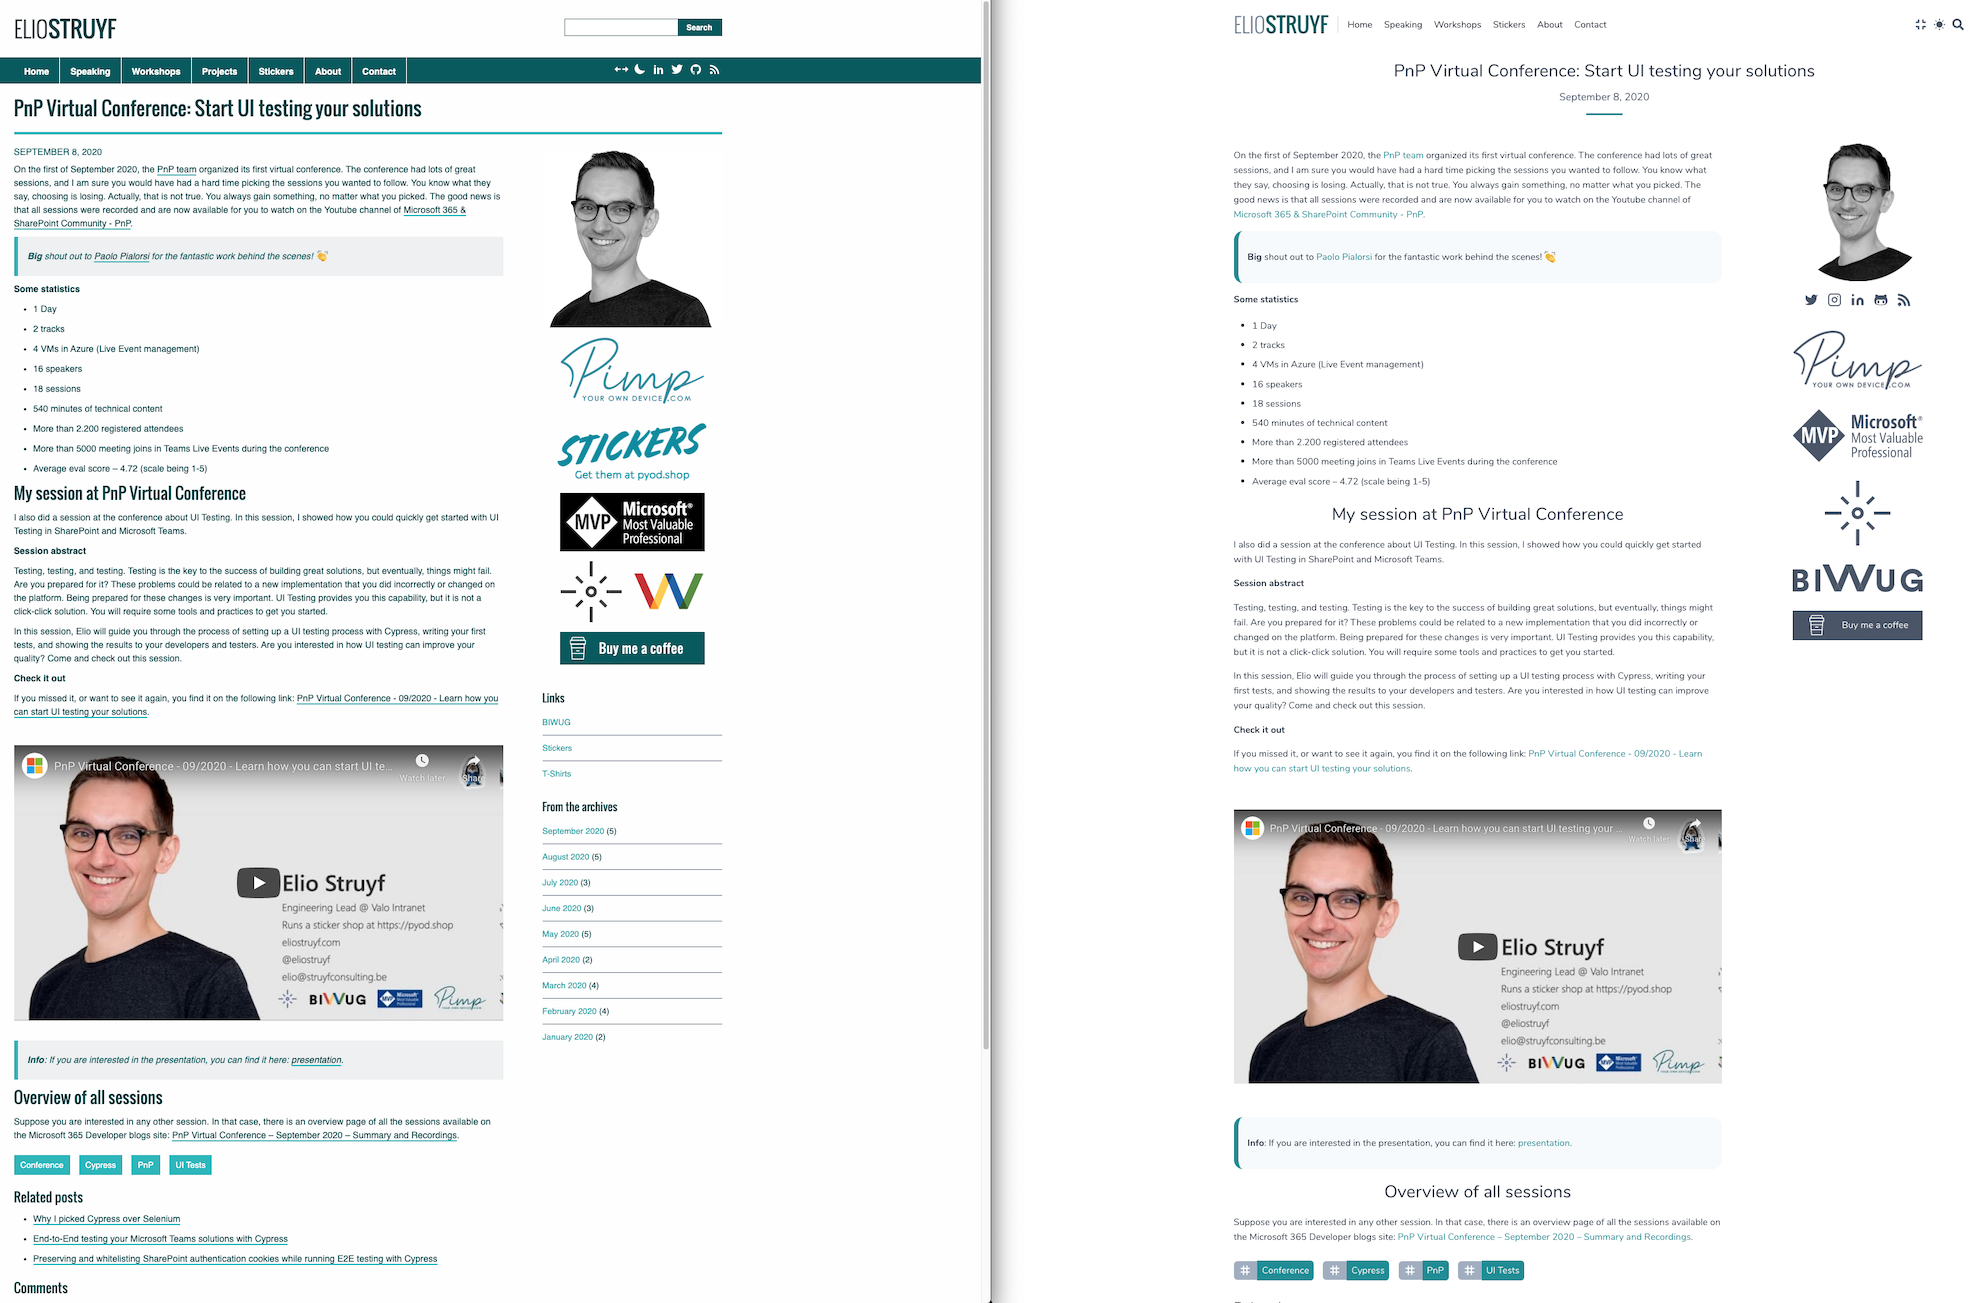 ELIOSTRUYF
Search
Home Speaking Workshops Projects Stickers About Contact
PnP Virtual Conference: Start UI testing your solutions
SEPTEMBER 8, 2020
On the first of September 2020, the PnP team organized its first virtual conference. The conference had lots of great
sessions, and I am sure you would have had a hard time picking the sessions you wanted to follow. You know what they
say, choosing is losing. Actually, that is not true. You always gain something, no matter what you picked. The good news is
that all sessions were recorded and are now available for you to watch on the Youtube channel of Microsoft 365 &
SharePoint Community - PnP.
Big shout out to Paolo Pialorsi for the fantastic work behind the scenes! 👏
Some statistics
• 1 Day
• 2 tracks
• 4 VMs in Azure (Live Event management)
• 16 speakers
• 18 sessions
• 540 minutes of technical content
• More than 2.200 registered attendees
• More than 5000 meeting joins in Teams Live Events during the conference
• Average eval score – 4.72 (scale being 1-5)
My session at PnP Virtual Conference
I also did a session at the conference about UI Testing. In this session, I showed how you could quickly get started with UI
Testing in SharePoint and Microsoft Teams.
Session abstract
Testing, testing, and testing. Testing is the key to the success of building great solutions, but eventually, things might fail.
Are you prepared for it? These problems could be related to a new implementation that you did incorrectly or changed on
the platform. Being prepared for these changes is very important. UI Testing provides you this capability, but it is not a
click-click solution. You will require some tools and practices to get you started.
In this session, Elio will guide you through the process of setting up a UI testing process with Cypress, writing your first
tests, and showing the results to your developers and testers. Are you interested in how UI testing can improve your
quality? Come and check out this session.
Check it out
If you missed it, or want to see it again, you find it on the following link: PnP Virtual Conference - 09/2020 - Learn how you
can start UI testing your solutions.
PnP Virtual Conference - 09/2020 - Learn how you can start UI te...
Watch later
Share
Elio Struyf
Engineering Lead @ Valo Intranet
Runs a sticker shop at https://pyod.shop
eliostruyf.com
@eliostruyf
elio@struyfconsulting.be
BIWUG MVP Microsoft Pimp
Info: If you are interested in the presentation, you can find it here: presentation.
Overview of all sessions
Suppose you are interested in any other session. In that case, there is an overview page of all the sessions available on
the Microsoft 365 Developer blogs site: PnP Virtual Conference – September 2020 – Summary and Recordings.
Conference Cypress PnP UI Tests
Related posts
• Why I picked Cypress over Selenium
• End-to-End testing your Microsoft Teams solutions with Cypress
• Preserving and whitelisting SharePoint authentication cookies while running E2E testing with Cypress
Comments
Pimp
YOUR OWN DEVICE.COM
STICKERS
Get them at pyod.shop
MVP Microsoft®
Most Valuable
Professional
W
Buy me a coffee
Links
BIWUG
Stickers
T-Shirts
From the archives
September 2020 (5)
August 2020 (5)
July 2020 (3)
June 2020 (3)
May 2020 (5)
April 2020 (2)
March 2020 (4)
February 2020 (4)
January 2020 (2)
ELIOSTRUYF Home Speaking Workshops Stickers About Contact
PnP Virtual Conference: Start UI testing your solutions
September 8, 2020
On the first of September 2020, the PnP team organized its first virtual conference. The conference had lots of great
sessions, and I am sure you would have had a hard time picking the sessions you wanted to follow. You know what
they say, choosing is losing. Actually, that is not true. You always gain something, no matter what you picked. The
good news is that all sessions were recorded and are now available for you to watch on the Youtube channel of
Microsoft 365 & SharePoint Community - PnP.
Big shout out to Paolo Pialorsi for the fantastic work behind the scenes! 👏
Some statistics
• 1 Day
• 2 tracks
• 4 VMs in Azure (Live Event management)
• 16 speakers
• 18 sessions
• 540 minutes of technical content
• More than 2.200 registered attendees
• More than 5000 meeting joins in Teams Live Events during the conference
• Average eval score – 4.72 (scale being 1-5)
My session at PnP Virtual Conference
I also did a session at the conference about UI Testing. In this session, I showed how you could quickly get started
with UI Testing in SharePoint and Microsoft Teams.
Session abstract
Testing, testing, and testing. Testing is the key to the success of building great solutions, but eventually, things might
fail. Are you prepared for it? These problems could be related to a new implementation that you did incorrectly or
changed on the platform. Being prepared for these changes is very important. UI Testing provides you this capability,
but it is not a click-click solution. You will require some tools and practices to get you started.
In this session, Elio will guide you through the process of setting up a UI testing process with Cypress, writing your
first tests, and showing the results to your developers and testers. Are you interested in how UI testing can improve
your quality? Come and check out this session.
Check it out
If you missed it, or want to see it again, you find it on the following link: PnP Virtual Conference - 09/2020 - Learn
how you can start UI testing your solutions.
PnP Virtual Conference - 09/2020 - Learn how you can start UI testing your ...
Watch later
Share
Elio Struyf
Engineering Lead @ Valo Intranet
Runs a sticker shop at https://pyod.shop
eliostruyf.com
@eliostruyf
elio@struyfconsulting.be
BIWUG MVP Microsoft Pimp
Info: If you are interested in the presentation, you can find it here: presentation.
Overview of all sessions
Suppose you are interested in any other session. In that case, there is an overview page of all the sessions available on
the Microsoft 365 Developer blogs site: PnP Virtual Conference – September 2020 – Summary and Recordings.
# Conference # Cypress # PnP # UI Tests
Pimp
YOUR OWN DEVICE.COM
MVP Microsoft®
Most Valuable
Professional
BIWUG
Buy me a coffee